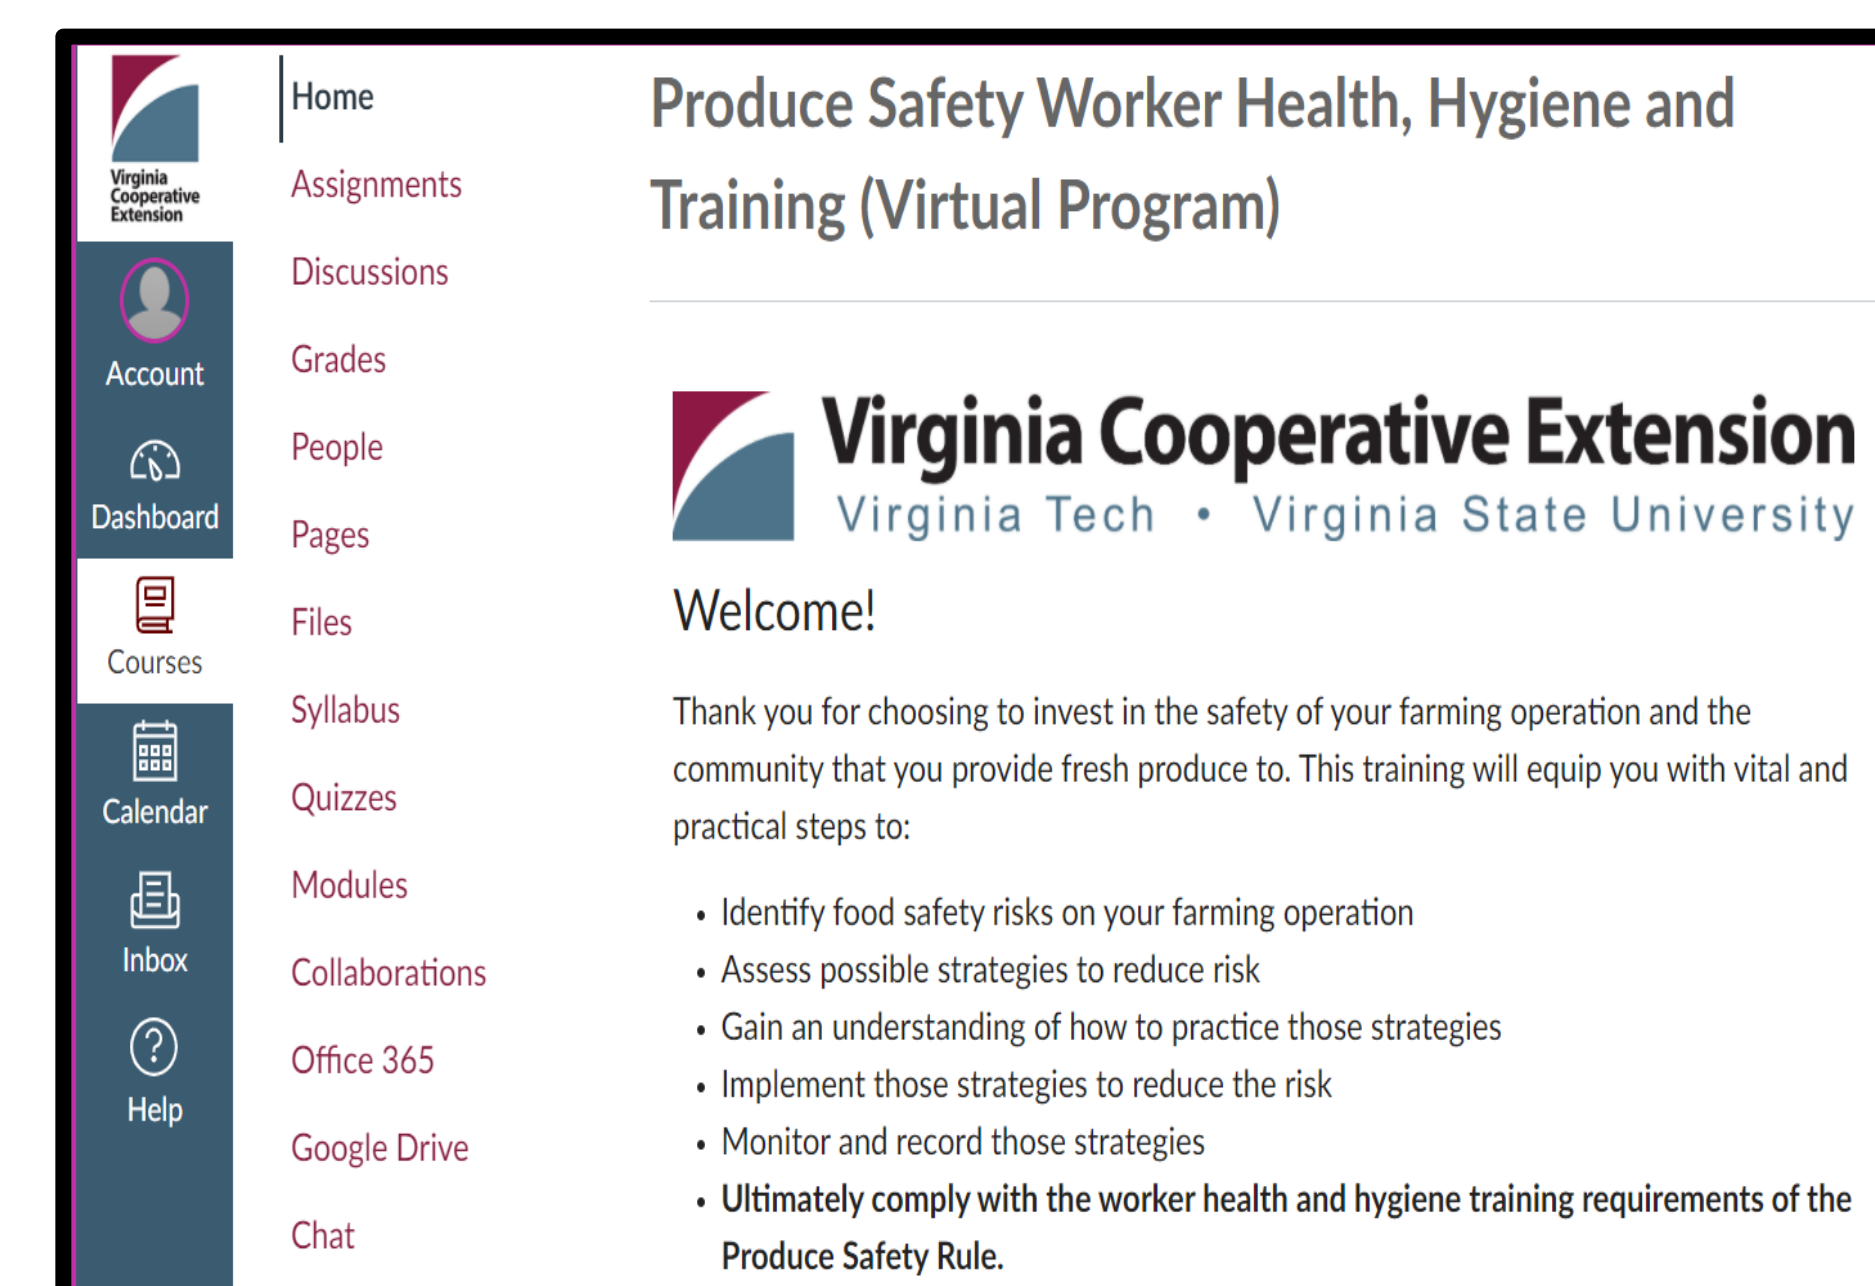 Virginia
Cooperative
Extension
Account
Dashboard
Courses
Calendar
Inbox
Help
Home
Assignments
Discussions
Grades
People
Pages
Files
Syllabus
Quizzes
Modules
Collaborations
Office 365
Google Drive
Chat
Produce Safety Worker Health, Hygiene and
Training (Virtual Program)
Virginia Cooperative Extension
Virginia Tech • Virginia State University
Welcome!
Thank you for choosing to invest in the safety of your farming operation and the
community that you provide fresh produce to. This training will equip you with vital and
practical steps to:
• Identify food safety risks on your farming operation
• Assess possible strategies to reduce risk
• Gain an understanding of how to practice those strategies
• Implement those strategies to reduce the risk
• Monitor and record those strategies
• Ultimately comply with the worker health and hygiene training requirements of the
Produce Safety Rule.